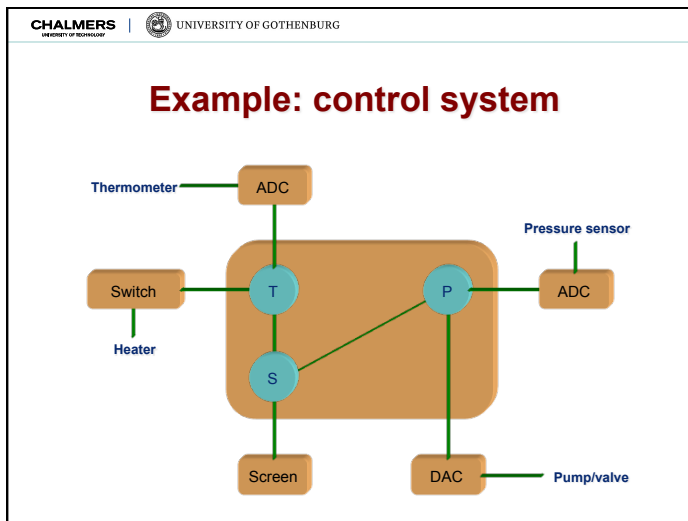 CHALMERS
UNIVERSITY OF TECHNOLOGY
UNIVERSITY OF GOTHENBURG
Example: control system
Thermometer
ADC
Pressure sensor
Switch
T
P
ADC
Heater
S
Screen
DAC
Pump/valve